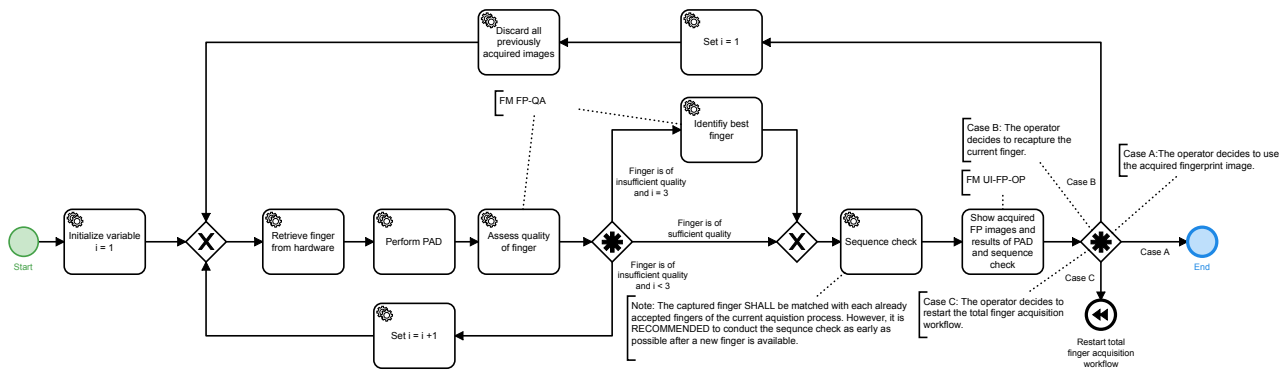 Discard all
previously
acquired images
Set i = 1
FM FP-QA
Identifiy best
finger
Case B: The operator
decides to recapture the
current finger.
Case A:The operator decides to use
the acquired fingerprint image.
Finger is of
insufficient quality
and i = 3
FM UI-FP-OP
Case B
Initialize variable
i = 1
Retrieve finger
from hardware
Perform PAD
Assess quality
of finger
Finger is of
sufficient quality
Sequence check
Show acquired
FP images and
results of PAD
and sequence
check
Case A
Start
End
Finger is of
insufficient quality
and i < 3
Case C
Note: The captured finger SHALL be matched with each already
accepted fingers of the current aquistion process. However, it is
RECOMMENDED to conduct the sequnce check as early as
possible after a new finger is available.
Case C: The operator decides to
restart the total finger acquisition
workflow.
Set i = i +1
Restart total
finger acquisition
workflow